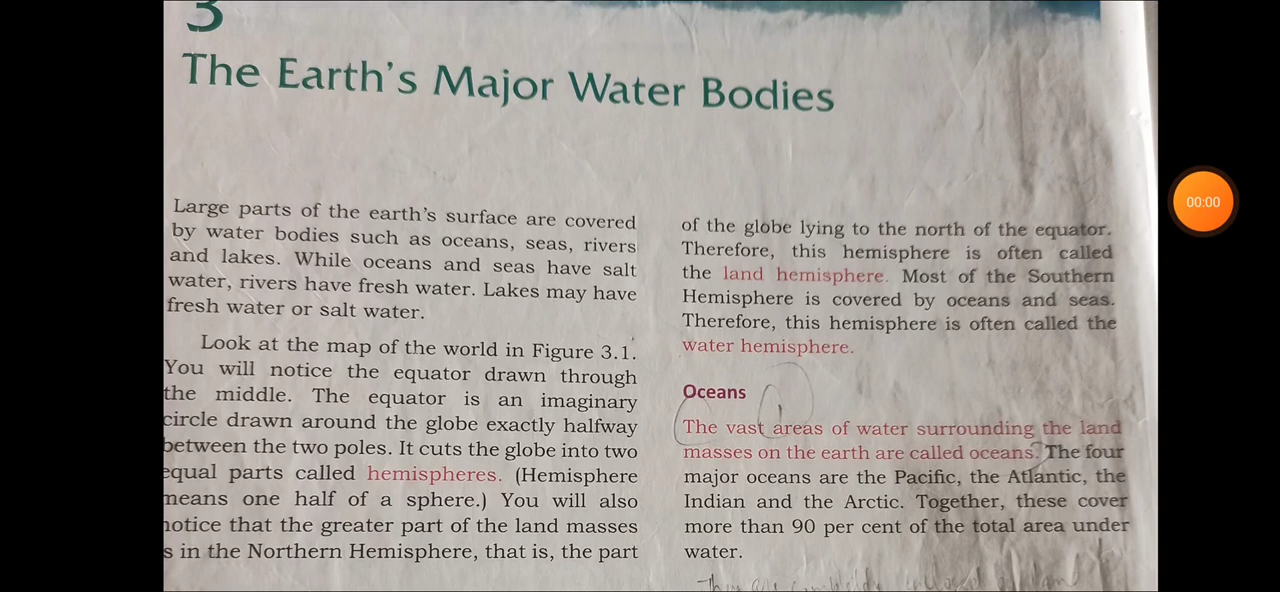 3
The Earth's Major Water Bodies
Large parts of the earth's surface are covered
by water bodies such as oceans, seas, rivers
and lakes. While oceans and seas have salt
water, rivers have fresh water. Lakes may have
fresh water or salt water.
Look at the map of the world in Figure 3.1.
You will notice the equator drawn through
the middle. The equator is an imaginary
circle drawn around the globe exactly halfway
between the two poles. It cuts the globe into two
equal parts called hemispheres. (Hemisphere
means one half of a sphere.) You will also
notice that the greater part of the land masses
s in the Northern Hemisphere, that is, the part
of the globe lying to the north of the equator.
Therefore, this hemisphere is often called
the land hemisphere. Most of the Southern
Hemisphere is covered by oceans and seas.
Therefore, this hemisphere is often called the
water hemisphere.
Oceans
The vast areas of water surrounding the land
masses on the earth are called oceans. The four
major oceans are the Pacific, the Atlantic, the
Indian and the Arctic. Together, these cover
more than 90 per cent of the total area under
water.
00:00